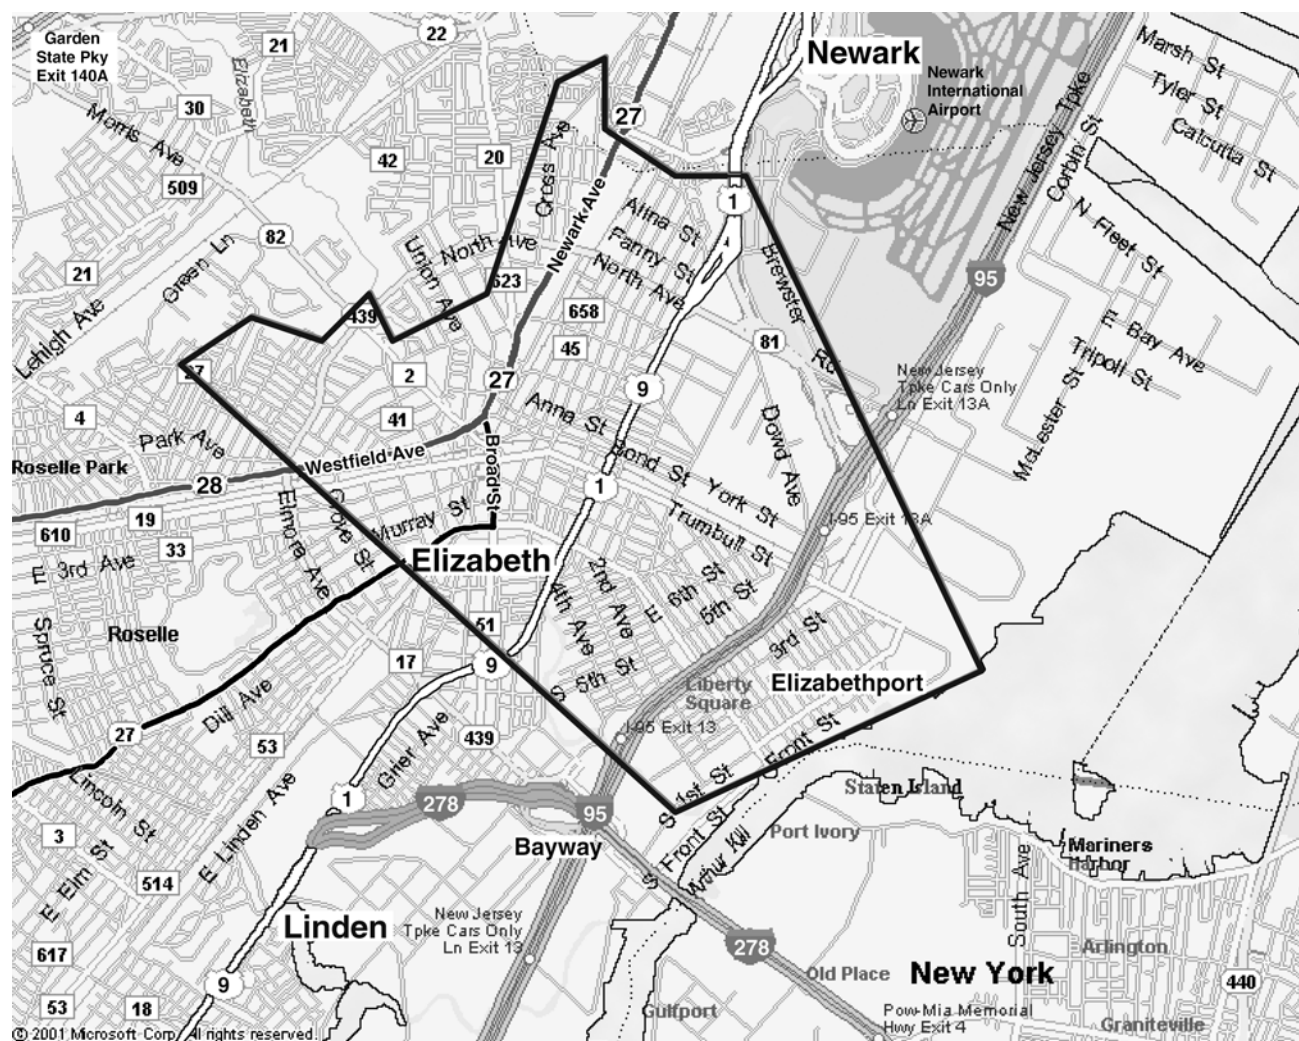 Garden
State Pky
Exit 140A
21
22
Newark
Newark
International
Airport
Marsh St
Tyler St
Calcutta St
Elizabeth
30
Morris Ave
27
New Jersey Tpke
Corbin St
42
20
Cross Ave
509
Newark Ave
1
Alina St
N Fleet St
82
Green Ln
Union Ave
North Ave
Fanny St
North Ave
Brewster Rd
21
623
95
Lehigh Ave
439
658
E Bay Ave
45
81
Tripoli St
27
2
27
9
New Jersey
Tpke Cars Only
Ln Exit 13A
4
41
Anna St
Dowd Ave
McLester St
Park Ave
Bond St
Roselle Park
Westfield Ave
Broad St
28
1
York St
610
19
Elmora Ave
Grove St
Murray St
Trumbull St
I-95 Exit 13A
33
E 3rd Ave
Elizabeth
2nd Ave
E 6th St
5th St
4th Ave
Spruce St
Roselle
51
3rd St
17
9
S 5th St
Liberty
Square
Elizabethport
Dill Ave
27
53
439
I-95 Exit 13
Front St
Grier Ave
Lincoln St
1
278
95
S 1st St
Staten Island
3
E Linden Ave
Bayway
S Front St
Port Ivory
Arthur Kill
Mariners
Harbor
E Elm St
514
Linden
New Jersey
Tpke Cars Only
Ln Exit 13
South Ave
617
278
Arlington
9
Old Place
New York
440
53
18
Gulfport
Pow-Mia Memorial
Hwy Exit 4
Graniteville
© 2001 Microsoft Corp. All rights reserved.